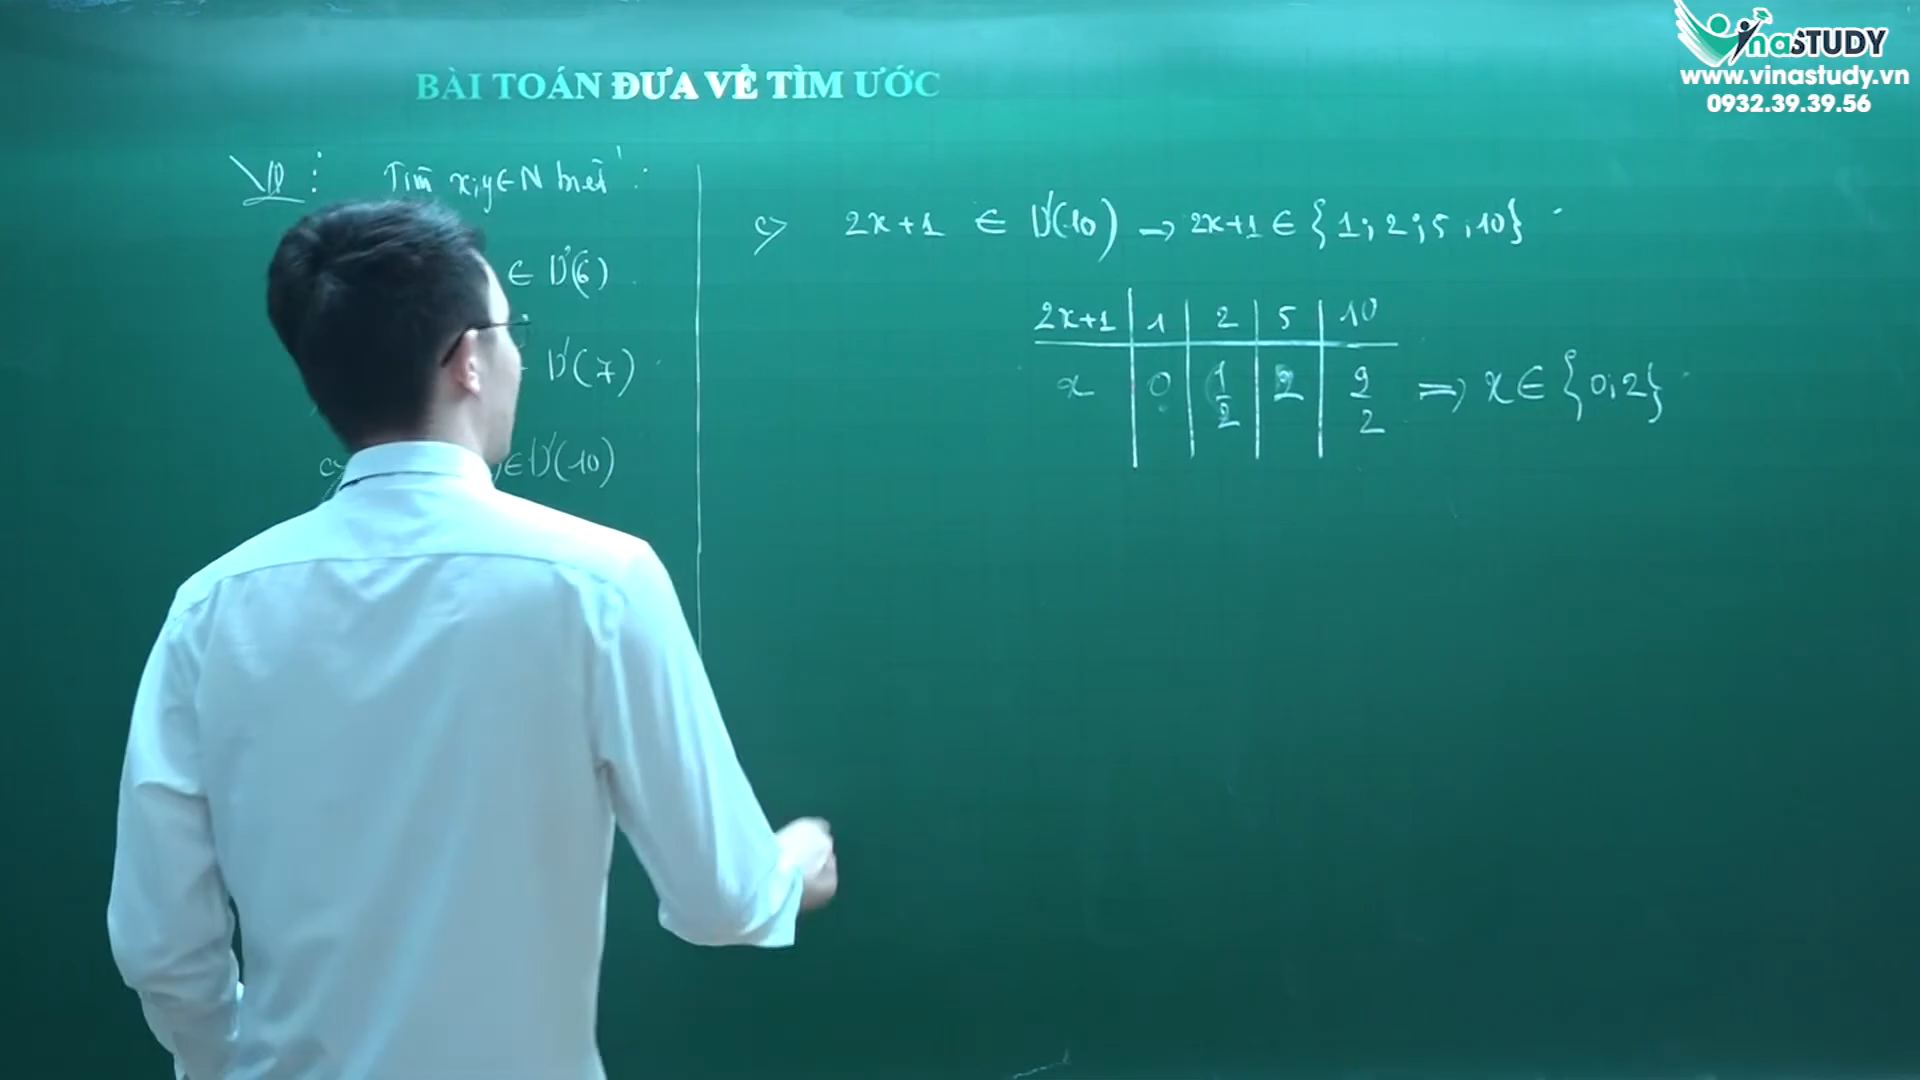 VinaSTUDY
www.vinastudy.vn
0932.39.39.56
BÀI TOÁN ĐƯA VỀ TÌM ƯỚC
VD : Tìm x,y∈N biết :
∈ Ư(6)
Ư(7)
c> ∈ Ư(10)
c> 2x+1 ∈ Ư(10) → 2x+1 ∈ {1; 2; 5; 10}
2x+1 | 1 | 2 | 5 | 10
x | 0 | 1/2 | 2 | 9/2 ⇒ x ∈ {0; 2}